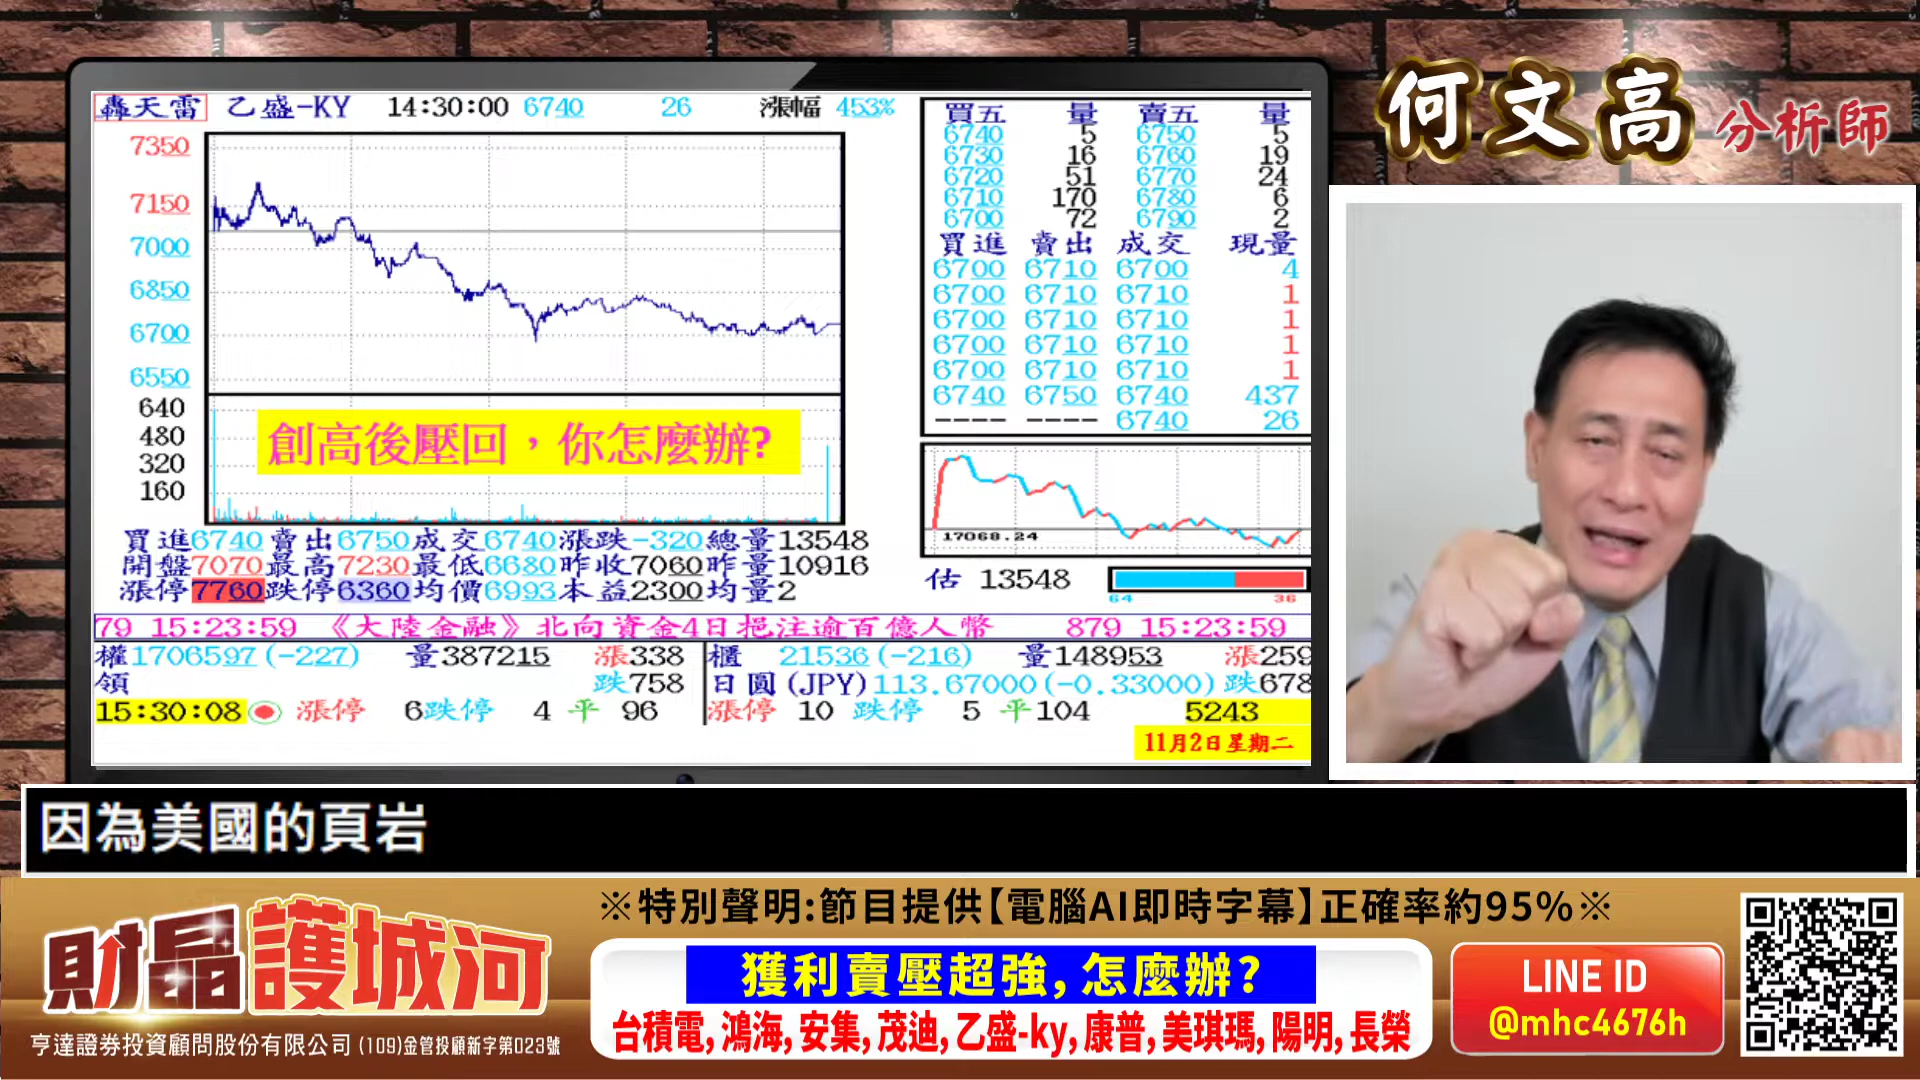 何文高 分析師
轟天雷 乙盛-KY 14:30:00 6740 26 漲幅 453%
7350
7150
7000
6850
6700
6550
640
480
320
160
創高後壓回，你怎麼辦?
買五 量 賣五 量
6740 5 6750 5
6730 16 6760 19
6720 51 6770 24
6710 170 6780 6
6700 72 6790 2
買進 賣出 成交 現量
6700 6710 6700 4
6700 6710 6710 1
6700 6710 6710 1
6700 6710 6710 1
6700 6710 6710 1
6740 6750 6740 437
---- ---- 6740 26
17068.24
估 13548
64 36
買進6740賣出6750成交6740漲跌-320總量13548
開盤7070最高7230最低6680昨收7060昨量10916
漲停7760跌停6360均價6993本益2300均量2
79 15:23:59 《大陸金融》北向資金4日挹注逾百億人幣 879 15:23:59
權1706597(-227) 量387215 漲338 櫃 21536(-216) 量148953 漲259
領 跌758 日圓(JPY)113.67000(-0.33000) 跌678
15:30:08 漲停 6跌停 4 平 96 漲停 10 跌停 5 平104 5243
11月2日星期二
因為美國的頁岩
※特別聲明:節目提供【電腦AI即時字幕】正確率約95%※
財晶護城河
亨達證券投資顧問股份有限公司 (109)金管投顧新字第023號
獲利賣壓超強,怎麼辦?
台積電,鴻海,安集,茂迪,乙盛-ky,康普,美琪瑪,陽明,長榮
LINE ID
@mhc4676h